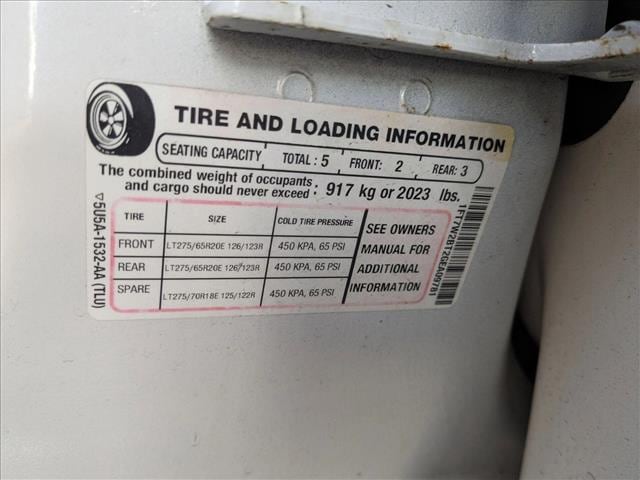 TIRE AND LOADING INFORMATION
SEATING CAPACITY TOTAL : 5 FRONT: 2 REAR: 3
The combined weight of occupants
and cargo should never exceed : 917 kg or 2023 lbs.
TIRE SIZE COLD TIRE PRESSURE SEE OWNERS MANUAL FOR ADDITIONAL INFORMATION
FRONT LT275/65R20E 126/123R 450 KPA, 65 PSI
REAR LT275/65R20E 126/123R 450 KPA, 65 PSI
SPARE LT275/70R18E 125/122R 450 KPA, 65 PSI
5U5A-1532-AA (TLU)
1FT7W2BT2GEA09781